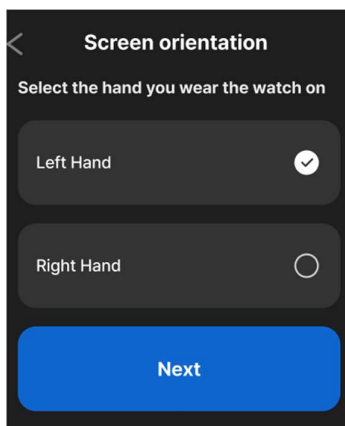 Screen orientation
Select the hand you wear the watch on
Left Hand
Right Hand
Next